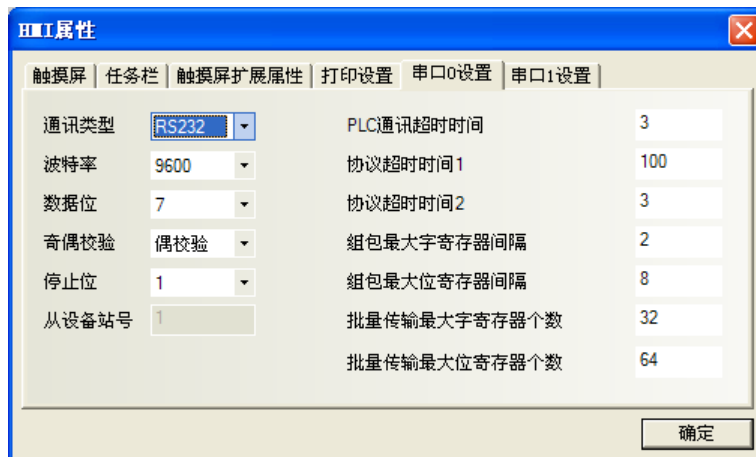 HMI属性
触摸屏 任务栏 触摸屏扩展属性 打印设置 串口0设置 串口1设置
通讯类型 RS232 PLC通讯超时时间 3
波特率 9600 协议超时时间1 100
数据位 7 协议超时时间2 3
奇偶校验 偶校验 组包最大字寄存器间隔 2
停止位 1 组包最大位寄存器间隔 8
从设备站号 1 批量传输最大字寄存器个数 32
批量传输最大位寄存器个数 64
确定